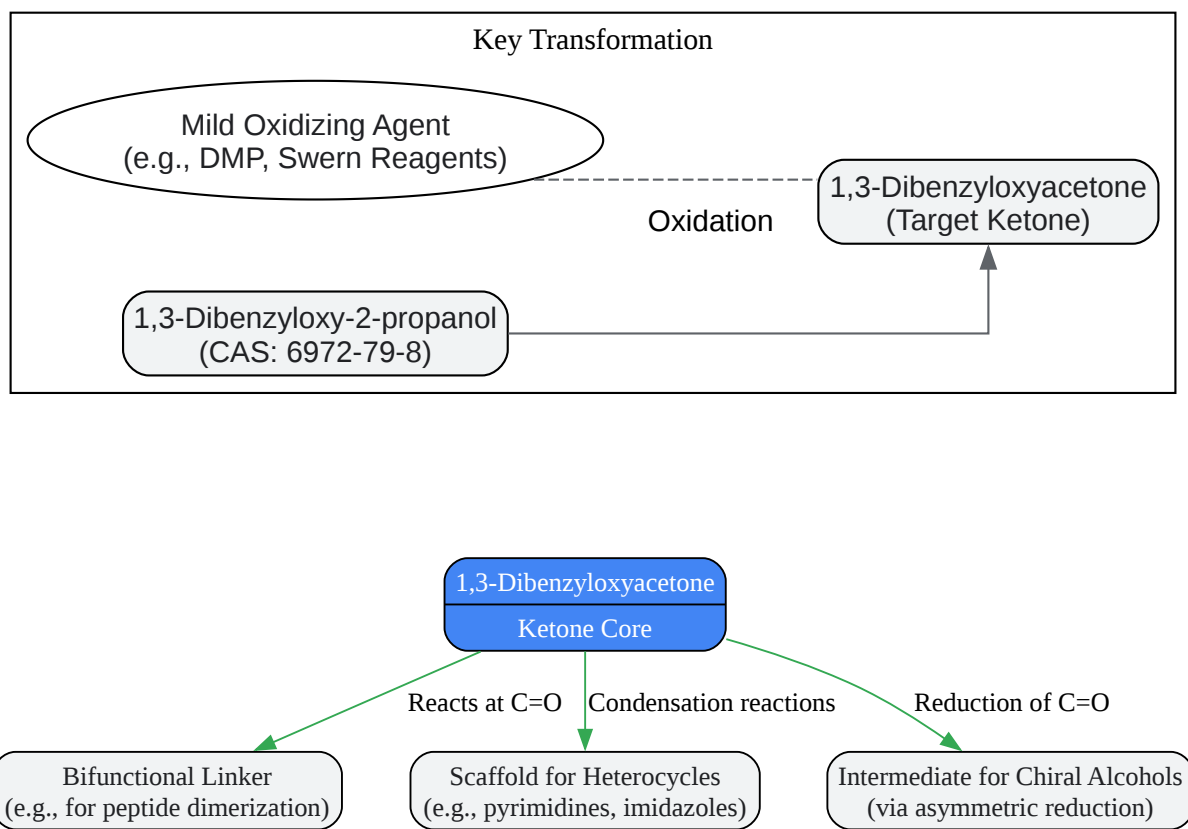 Key Transformation
Mild Oxidizing Agent
(e.g., DMP, Swern Reagents)
1,3-Dibenzyloxyacetone
(Target Ketone)
Oxidation
1,3-Dibenzyloxy-2-propanol
(CAS: 6972-79-8)
1,3-Dibenzyloxyacetone
Ketone Core
Reacts at C=O
Condensation reactions
Reduction of C=O
Bifunctional Linker
(e.g., for peptide dimerization)
Scaffold for Heterocycles
(e.g., pyrimidines, imidazoles)
Intermediate for Chiral Alcohols
(via asymmetric reduction)